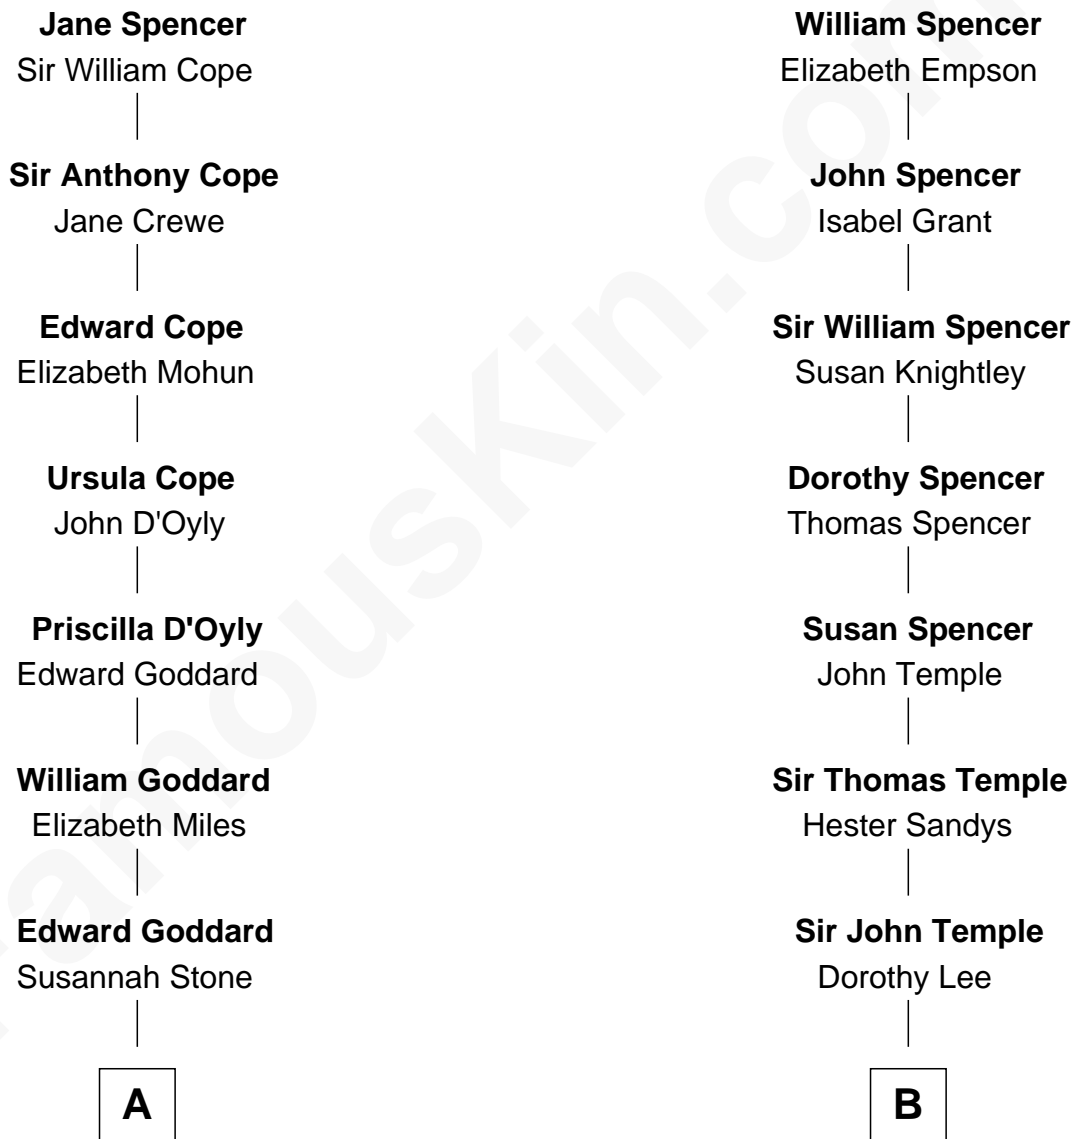 Jane Spencer
Sir William Cope
Sir Anthony Cope
Jane Crewe
Edward Cope
Elizabeth Mohun
Ursula Cope
John D'Oyly
Priscilla D'Oyly
Edward Goddard
William Goddard
Elizabeth Miles
Edward Goddard
Susannah Stone
A
William Spencer
Elizabeth Empson
John Spencer
Isabel Grant
Sir William Spencer
Susan Knightley
Dorothy Spencer
Thomas Spencer
Susan Spencer
John Temple
Sir Thomas Temple
Hester Sandys
Sir John Temple
Dorothy Lee
B
FamousKin.com